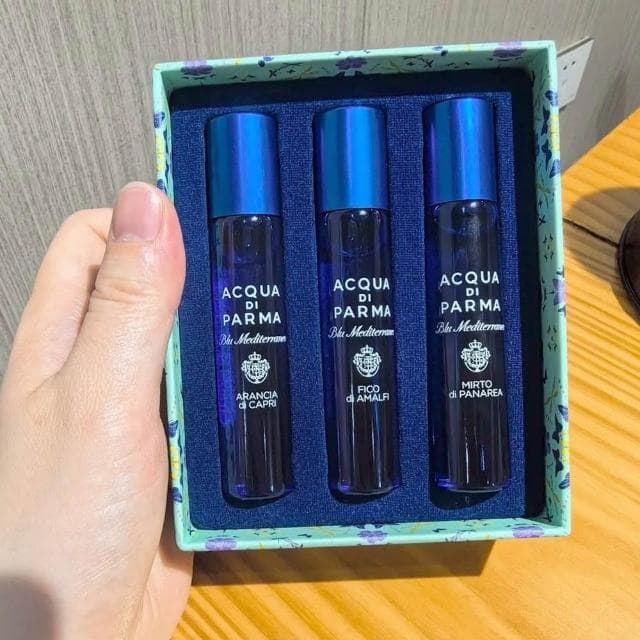 ACQUA
DI
PARMA
Blu Mediterraneo
ARANCIA
di CAPRI
ACQUA
DI
PARMA
Blu Mediterraneo
FICO
di AMALFI
ACQUA
DI
PARMA
Blu Mediterraneo
MIRTO
di PANAREA